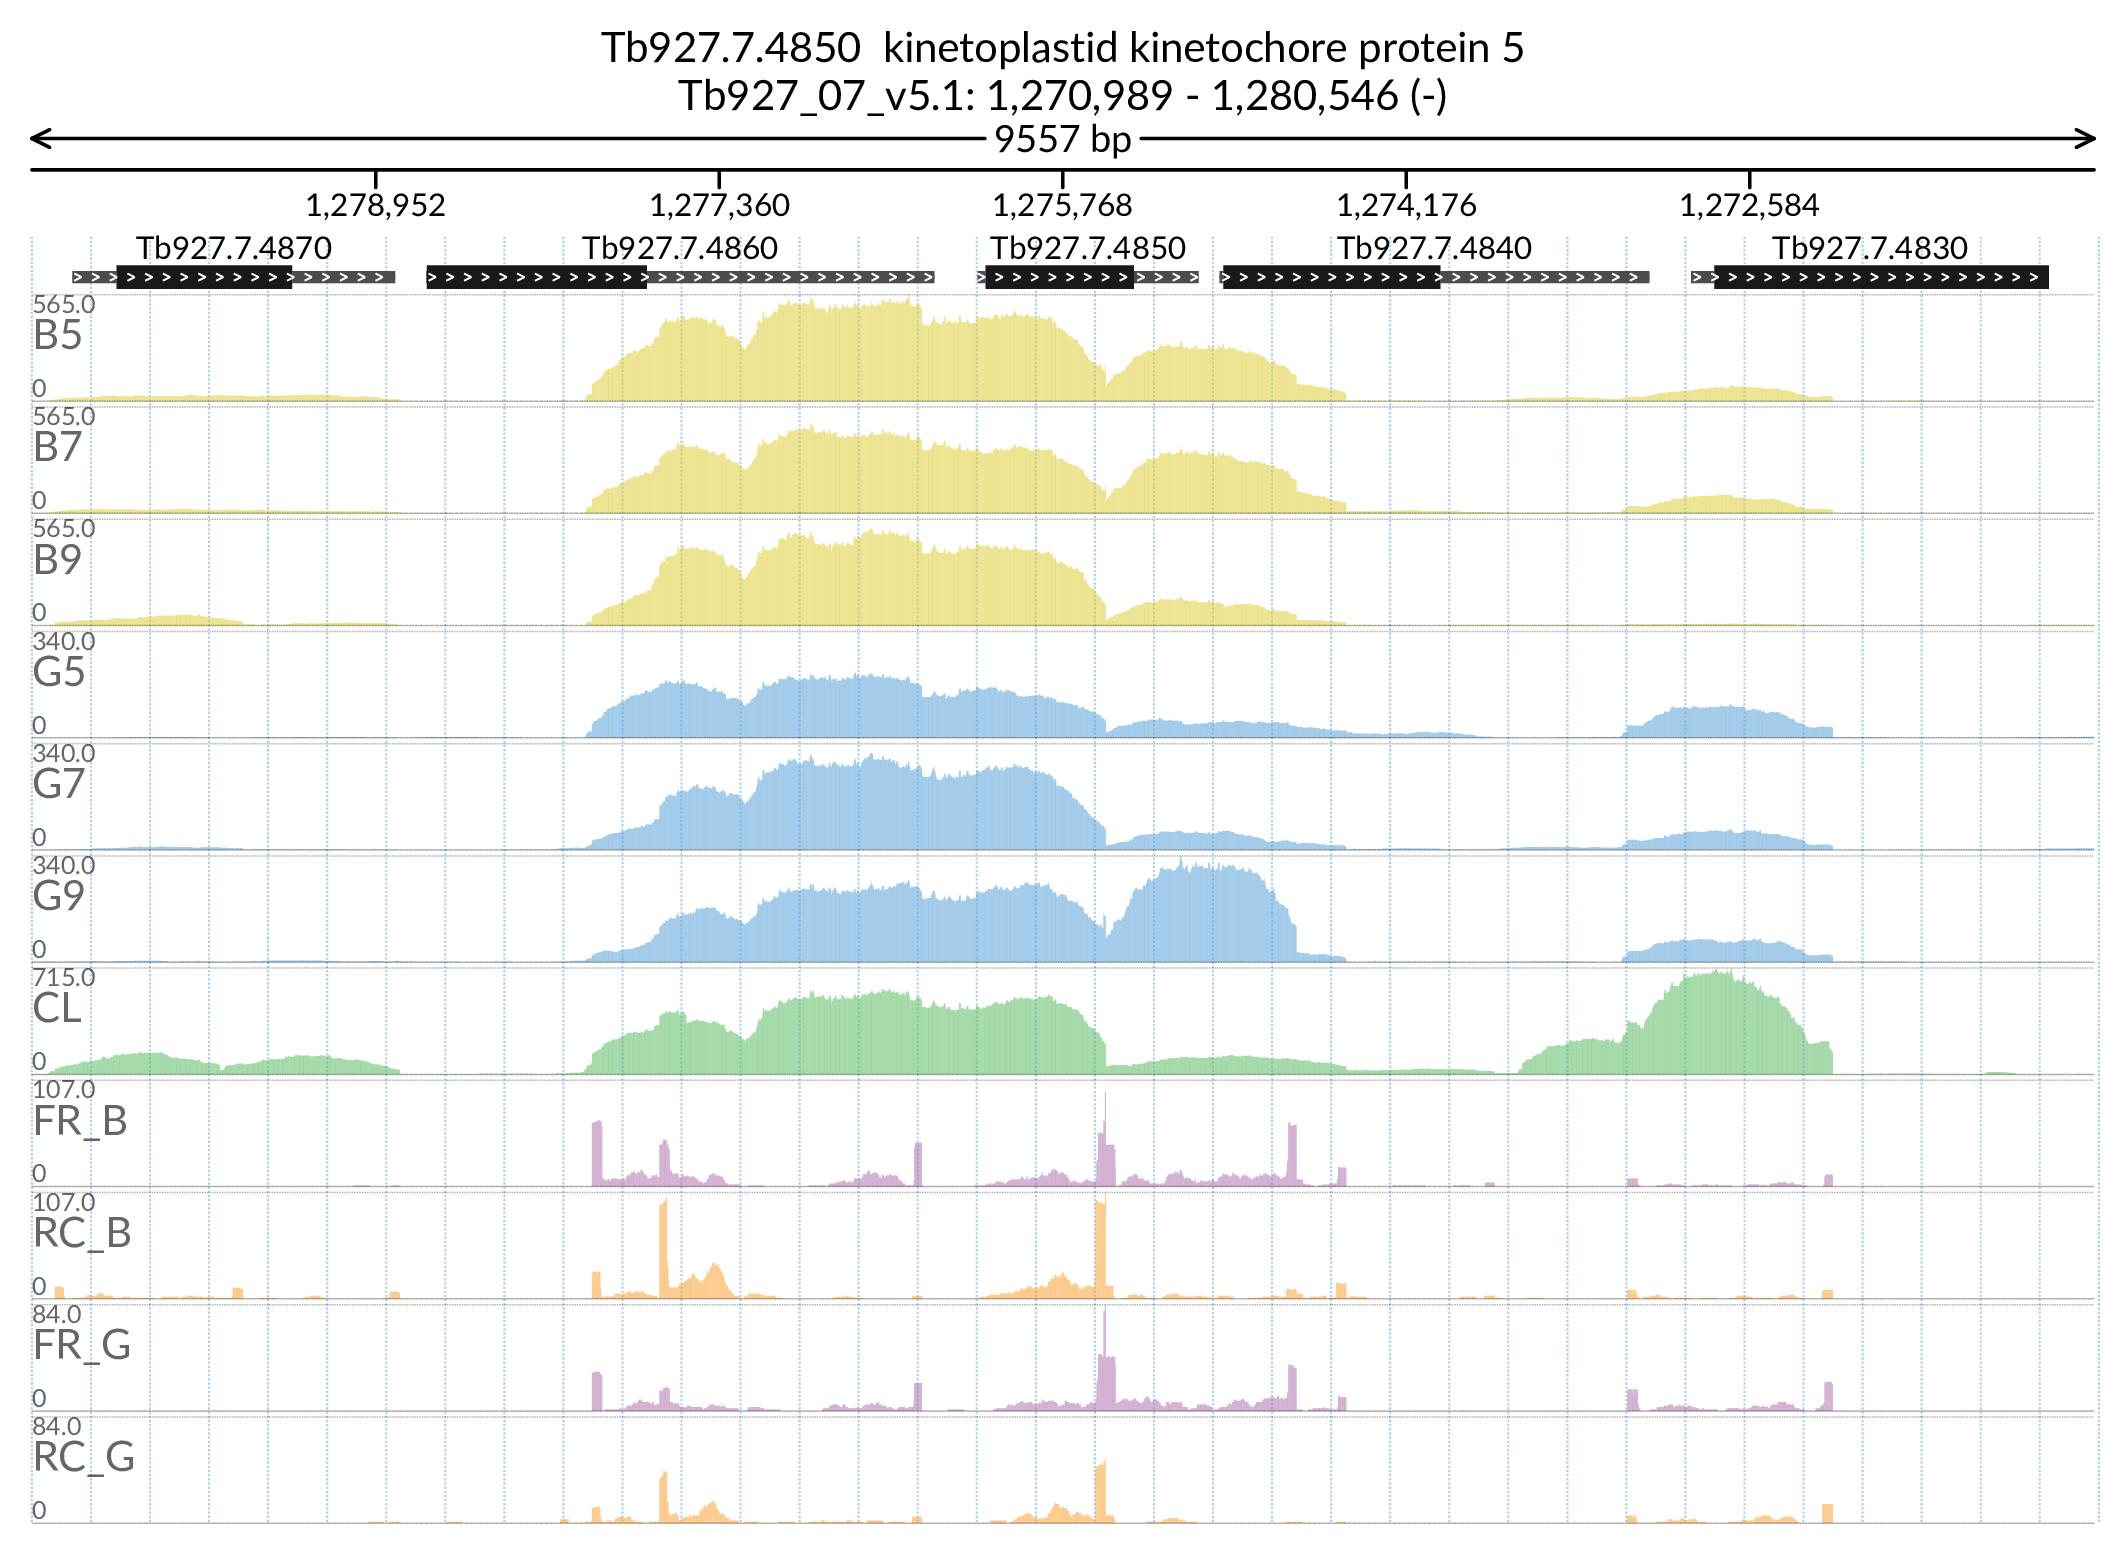 Tb927.7.4850  kinetoplastid kinetochore protein 5
Tb927_07_v5.1: 1,270,989 - 1,280,546 (-)
9557 bp
1,278,952 1,277,360 1,275,768 1,274,176 1,272,584
Tb927.7.4870 Tb927.7.4860 Tb927.7.4850 Tb927.7.4840 Tb927.7.4830
565.0
B5
0
565.0
B7
0
565.0
B9
0
340.0
G5
0
340.0
G7
0
340.0
G9
0
715.0
CL
0
107.0
FR_B
0
107.0
RC_B
0
84.0
FR_G
0
84.0
RC_G
0